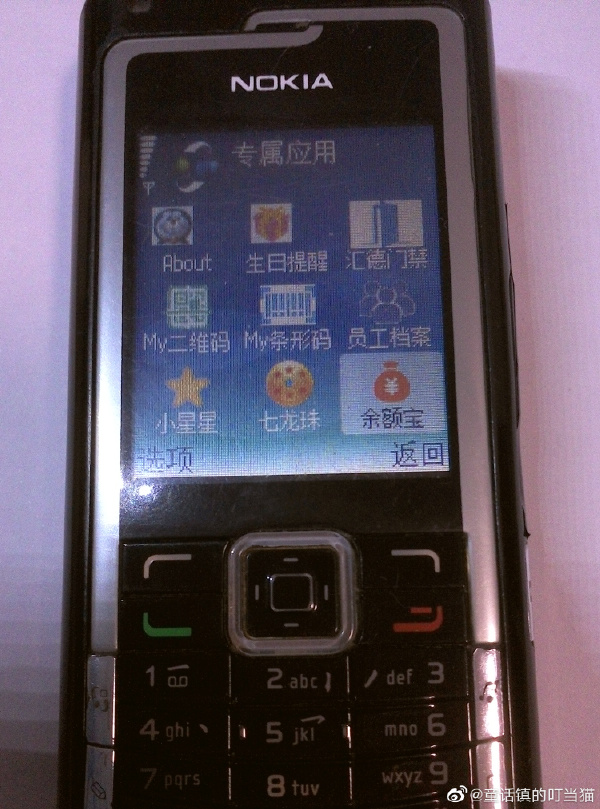 NOKIA
专属应用
About 生日提醒 汇德门禁
My二维码 My条形码 员工档案
小星星 七龙珠 余额宝
选项 返回
1 2 abc def 3
4 ghi 5 jkl mno 6
7 pqrs 8 tuv wxyz 9
@童话镇的叮当猫